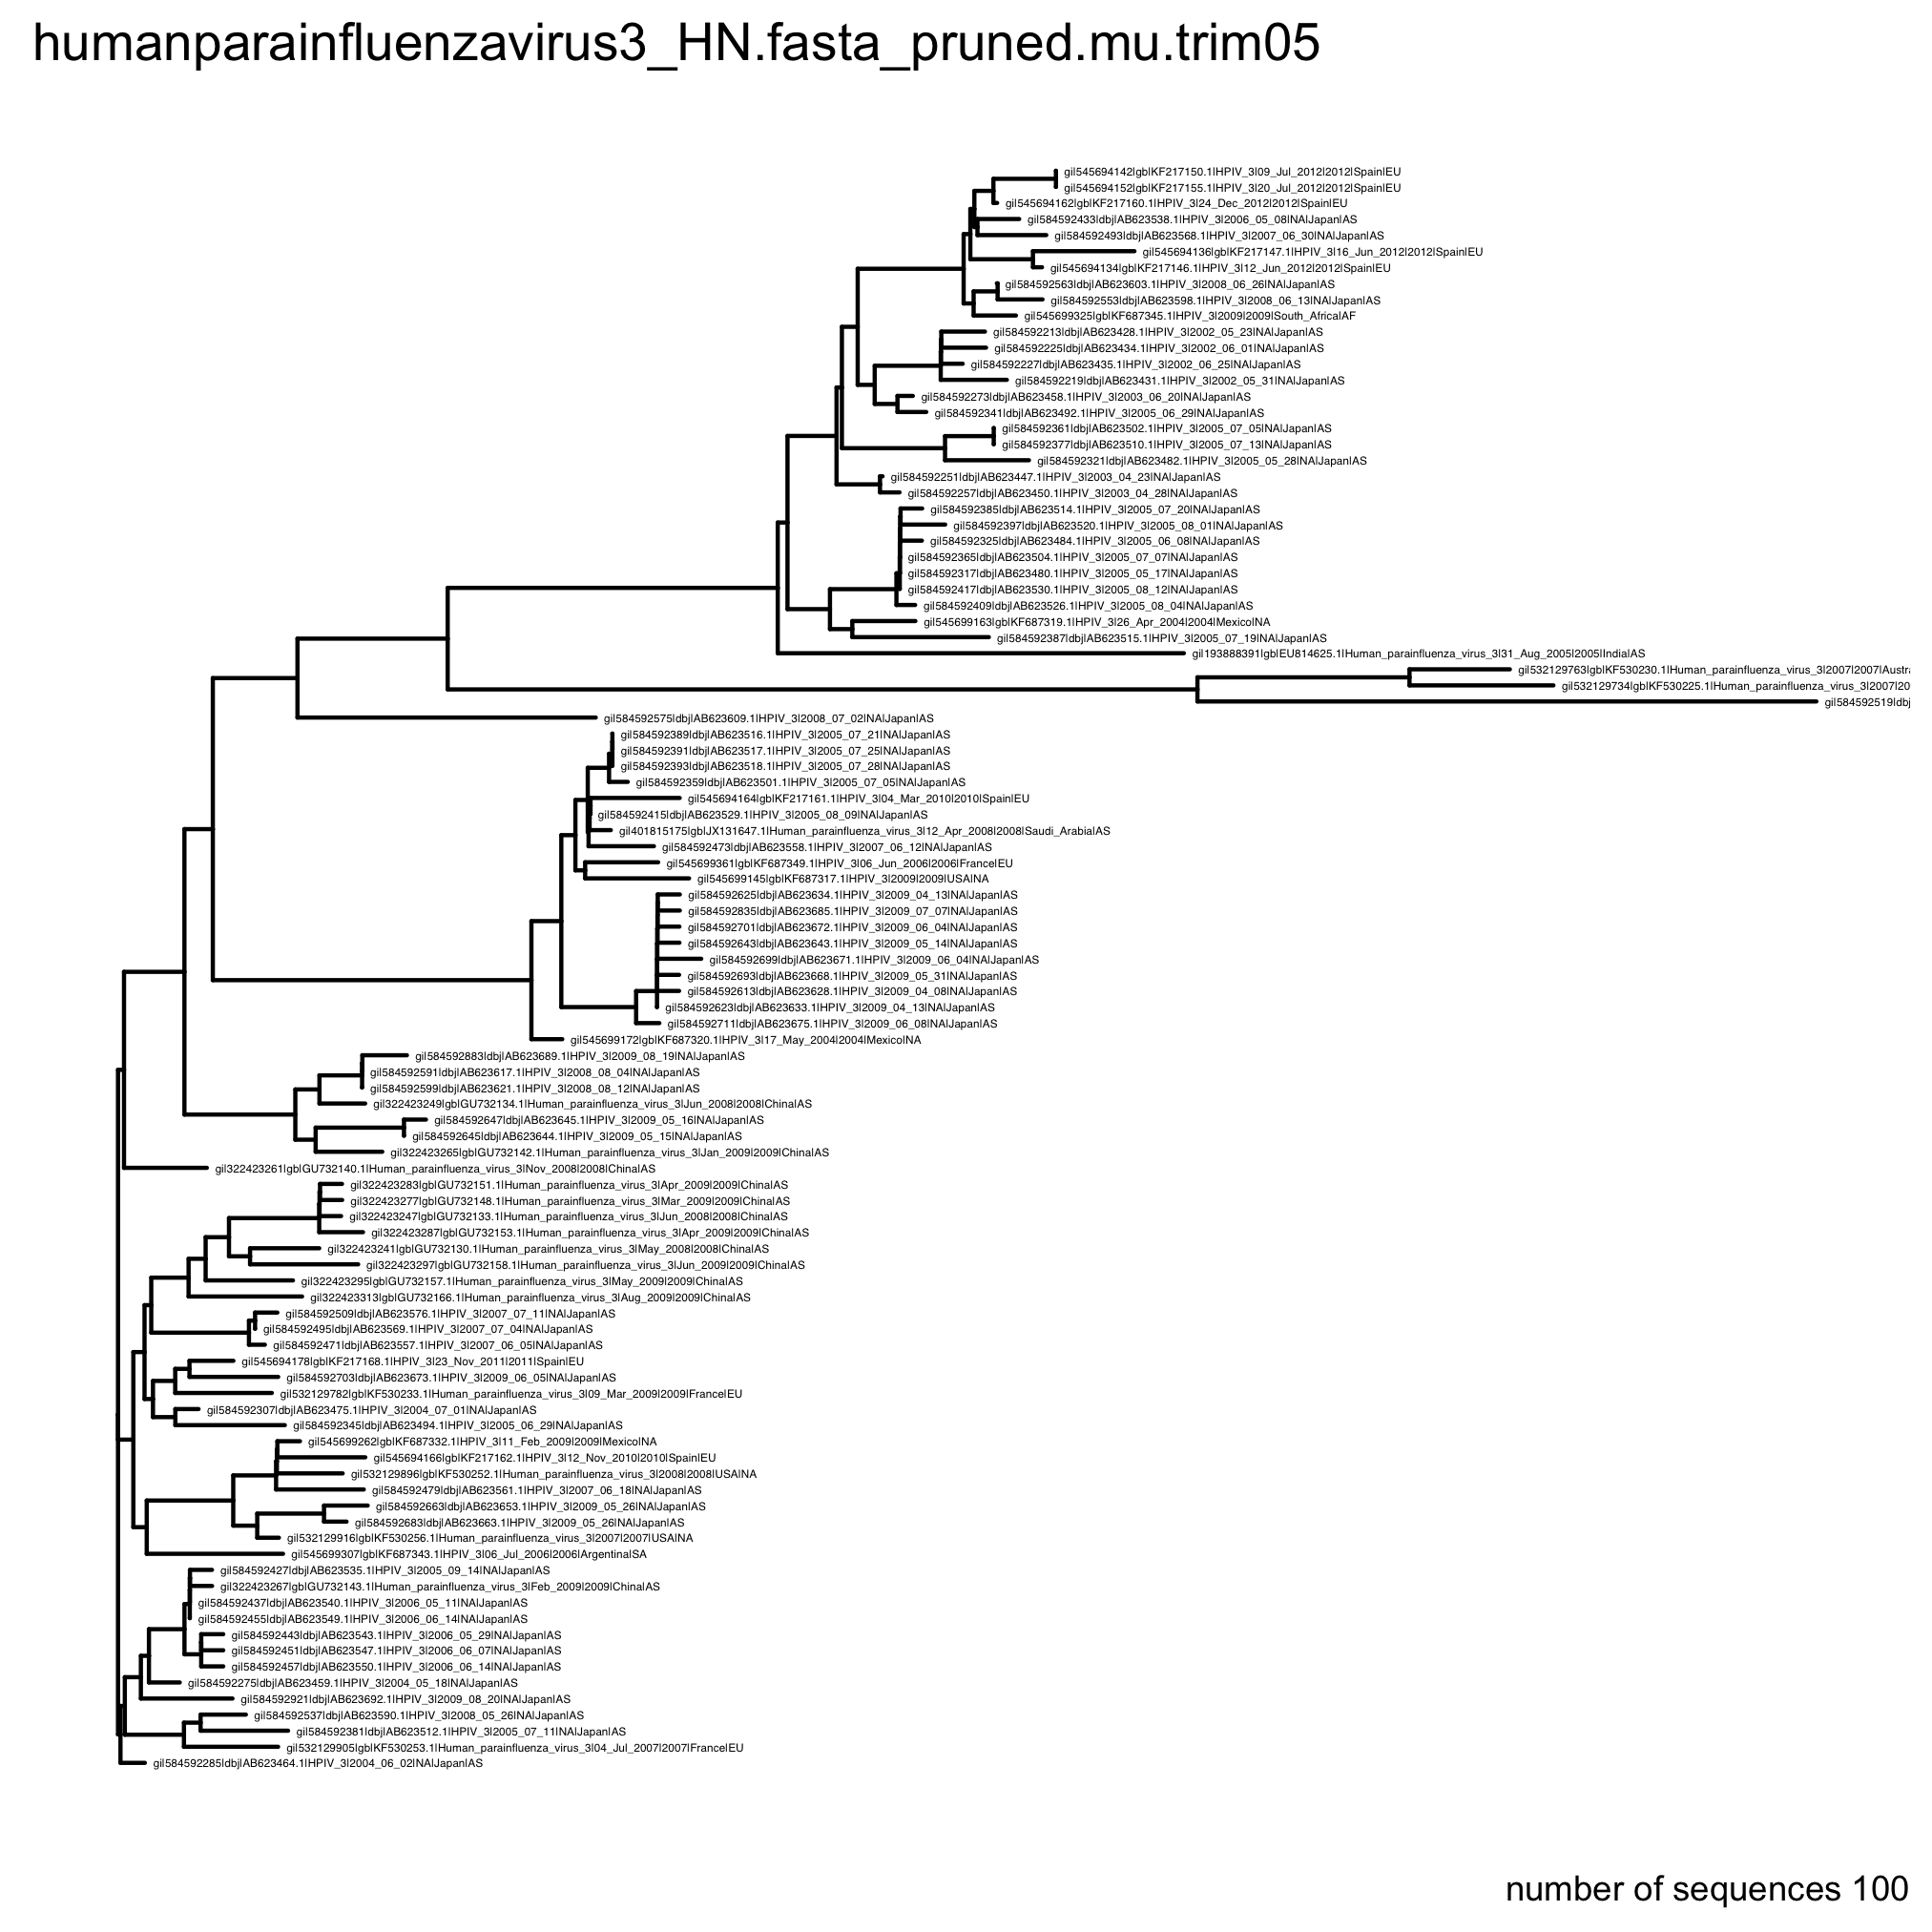 humanparainfluenzavirus3_HN.fasta_pruned.mu.trim05
gi|545694142|gb|KF217150.1|HPIV_3|09_Jul_2012|2012|Spain|EU
gi|545694152|gb|KF217155.1|HPIV_3|20_Jul_2012|2012|Spain|EU
gi|545694162|gb|KF217160.1|HPIV_3|24_Dec_2012|2012|Spain|EU
gi|584592433|dbj|AB623538.1|HPIV_3|2006_05_08|NA|Japan|AS
gi|584592493|dbj|AB623568.1|HPIV_3|2007_06_30|NA|Japan|AS
gi|545694136|gb|KF217147.1|HPIV_3|16_Jun_2012|2012|Spain|EU
gi|545694134|gb|KF217146.1|HPIV_3|12_Jun_2012|2012|Spain|EU
gi|584592563|dbj|AB623603.1|HPIV_3|2008_06_26|NA|Japan|AS
gi|584592553|dbj|AB623598.1|HPIV_3|2008_06_13|NA|Japan|AS
gi|545699325|gb|KF687345.1|HPIV_3|2009|2009|South_Africa|AF
gi|584592213|dbj|AB623428.1|HPIV_3|2002_05_23|NA|Japan|AS
gi|584592225|dbj|AB623434.1|HPIV_3|2002_06_01|NA|Japan|AS
gi|584592227|dbj|AB623435.1|HPIV_3|2002_06_25|NA|Japan|AS
gi|584592219|dbj|AB623431.1|HPIV_3|2002_05_31|NA|Japan|AS
gi|584592273|dbj|AB623458.1|HPIV_3|2003_06_20|NA|Japan|AS
gi|584592341|dbj|AB623492.1|HPIV_3|2005_06_29|NA|Japan|AS
gi|584592361|dbj|AB623502.1|HPIV_3|2005_07_05|NA|Japan|AS
gi|584592377|dbj|AB623510.1|HPIV_3|2005_07_13|NA|Japan|AS
gi|584592321|dbj|AB623482.1|HPIV_3|2005_05_28|NA|Japan|AS
gi|584592251|dbj|AB623447.1|HPIV_3|2003_04_23|NA|Japan|AS
gi|584592257|dbj|AB623450.1|HPIV_3|2003_04_28|NA|Japan|AS
gi|584592385|dbj|AB623514.1|HPIV_3|2005_07_20|NA|Japan|AS
gi|584592397|dbj|AB623520.1|HPIV_3|2005_08_01|NA|Japan|AS
gi|584592325|dbj|AB623484.1|HPIV_3|2005_06_08|NA|Japan|AS
gi|584592365|dbj|AB623504.1|HPIV_3|2005_07_07|NA|Japan|AS
gi|584592317|dbj|AB623480.1|HPIV_3|2005_05_17|NA|Japan|AS
gi|584592417|dbj|AB623530.1|HPIV_3|2005_08_12|NA|Japan|AS
gi|584592409|dbj|AB623526.1|HPIV_3|2005_08_04|NA|Japan|AS
gi|545699163|gb|KF687319.1|HPIV_3|26_Apr_2004|2004|Mexico|NA
gi|584592387|dbj|AB623515.1|HPIV_3|2005_07_19|NA|Japan|AS
gi|193888391|gb|EU814625.1|Human_parainfluenza_virus_3|31_Aug_2005|2005|India|AS
gi|532129763|gb|KF530230.1|Human_parainfluenza_virus_3|2007|2007|Austr
gi|532129734|gb|KF530225.1|Human_parainfluenza_virus_3|2007|20
gi|584592519|dbj
gi|584592575|dbj|AB623609.1|HPIV_3|2008_07_02|NA|Japan|AS
gi|584592389|dbj|AB623516.1|HPIV_3|2005_07_21|NA|Japan|AS
gi|584592391|dbj|AB623517.1|HPIV_3|2005_07_25|NA|Japan|AS
gi|584592393|dbj|AB623518.1|HPIV_3|2005_07_28|NA|Japan|AS
gi|584592359|dbj|AB623501.1|HPIV_3|2005_07_05|NA|Japan|AS
gi|545694164|gb|KF217161.1|HPIV_3|04_Mar_2010|2010|Spain|EU
gi|584592415|dbj|AB623529.1|HPIV_3|2005_08_09|NA|Japan|AS
gi|401815175|gb|JX131647.1|Human_parainfluenza_virus_3|12_Apr_2008|2008|Saudi_Arabia|AS
gi|584592473|dbj|AB623558.1|HPIV_3|2007_06_12|NA|Japan|AS
gi|545699361|gb|KF687349.1|HPIV_3|06_Jun_2006|2006|France|EU
gi|545699145|gb|KF687317.1|HPIV_3|2009|2009|USA|NA
gi|584592625|dbj|AB623634.1|HPIV_3|2009_04_13|NA|Japan|AS
gi|584592835|dbj|AB623685.1|HPIV_3|2009_07_07|NA|Japan|AS
gi|584592701|dbj|AB623672.1|HPIV_3|2009_06_04|NA|Japan|AS
gi|584592643|dbj|AB623643.1|HPIV_3|2009_05_14|NA|Japan|AS
gi|584592699|dbj|AB623671.1|HPIV_3|2009_06_04|NA|Japan|AS
gi|584592693|dbj|AB623668.1|HPIV_3|2009_05_31|NA|Japan|AS
gi|584592613|dbj|AB623628.1|HPIV_3|2009_04_08|NA|Japan|AS
gi|584592623|dbj|AB623633.1|HPIV_3|2009_04_13|NA|Japan|AS
gi|584592711|dbj|AB623675.1|HPIV_3|2009_06_08|NA|Japan|AS
gi|545699172|gb|KF687320.1|HPIV_3|17_May_2004|2004|Mexico|NA
gi|584592883|dbj|AB623689.1|HPIV_3|2009_08_19|NA|Japan|AS
gi|584592591|dbj|AB623617.1|HPIV_3|2008_08_04|NA|Japan|AS
gi|584592599|dbj|AB623621.1|HPIV_3|2008_08_12|NA|Japan|AS
gi|322423249|gb|GU732134.1|Human_parainfluenza_virus_3|Jun_2008|2008|China|AS
gi|584592647|dbj|AB623645.1|HPIV_3|2009_05_16|NA|Japan|AS
gi|584592645|dbj|AB623644.1|HPIV_3|2009_05_15|NA|Japan|AS
gi|322423265|gb|GU732142.1|Human_parainfluenza_virus_3|Jan_2009|2009|China|AS
gi|322423261|gb|GU732140.1|Human_parainfluenza_virus_3|Nov_2008|2008|China|AS
gi|322423283|gb|GU732151.1|Human_parainfluenza_virus_3|Apr_2009|2009|China|AS
gi|322423277|gb|GU732148.1|Human_parainfluenza_virus_3|Mar_2009|2009|China|AS
gi|322423247|gb|GU732133.1|Human_parainfluenza_virus_3|Jun_2008|2008|China|AS
gi|322423287|gb|GU732153.1|Human_parainfluenza_virus_3|Apr_2009|2009|China|AS
gi|322423241|gb|GU732130.1|Human_parainfluenza_virus_3|May_2008|2008|China|AS
gi|322423297|gb|GU732158.1|Human_parainfluenza_virus_3|Jun_2009|2009|China|AS
gi|322423295|gb|GU732157.1|Human_parainfluenza_virus_3|May_2009|2009|China|AS
gi|322423313|gb|GU732166.1|Human_parainfluenza_virus_3|Aug_2009|2009|China|AS
gi|584592509|dbj|AB623576.1|HPIV_3|2007_07_11|NA|Japan|AS
gi|584592495|dbj|AB623569.1|HPIV_3|2007_07_04|NA|Japan|AS
gi|584592471|dbj|AB623557.1|HPIV_3|2007_06_05|NA|Japan|AS
gi|545694178|gb|KF217168.1|HPIV_3|23_Nov_2011|2011|Spain|EU
gi|584592703|dbj|AB623673.1|HPIV_3|2009_06_05|NA|Japan|AS
gi|532129782|gb|KF530233.1|Human_parainfluenza_virus_3|09_Mar_2009|2009|France|EU
gi|584592307|dbj|AB623475.1|HPIV_3|2004_07_01|NA|Japan|AS
gi|584592345|dbj|AB623494.1|HPIV_3|2005_06_29|NA|Japan|AS
gi|545699262|gb|KF687332.1|HPIV_3|11_Feb_2009|2009|Mexico|NA
gi|545694166|gb|KF217162.1|HPIV_3|12_Nov_2010|2010|Spain|EU
gi|532129896|gb|KF530252.1|Human_parainfluenza_virus_3|2008|2008|USA|NA
gi|584592479|dbj|AB623561.1|HPIV_3|2007_06_18|NA|Japan|AS
gi|584592663|dbj|AB623653.1|HPIV_3|2009_05_26|NA|Japan|AS
gi|584592683|dbj|AB623663.1|HPIV_3|2009_05_26|NA|Japan|AS
gi|532129916|gb|KF530256.1|Human_parainfluenza_virus_3|2007|2007|USA|NA
gi|545699307|gb|KF687343.1|HPIV_3|06_Jul_2006|2006|Argentina|SA
gi|584592427|dbj|AB623535.1|HPIV_3|2005_09_14|NA|Japan|AS
gi|322423267|gb|GU732143.1|Human_parainfluenza_virus_3|Feb_2009|2009|China|AS
gi|584592437|dbj|AB623540.1|HPIV_3|2006_05_11|NA|Japan|AS
gi|584592455|dbj|AB623549.1|HPIV_3|2006_06_14|NA|Japan|AS
gi|584592443|dbj|AB623543.1|HPIV_3|2006_05_29|NA|Japan|AS
gi|584592451|dbj|AB623547.1|HPIV_3|2006_06_07|NA|Japan|AS
gi|584592457|dbj|AB623550.1|HPIV_3|2006_06_14|NA|Japan|AS
gi|584592275|dbj|AB623459.1|HPIV_3|2004_05_18|NA|Japan|AS
gi|584592921|dbj|AB623692.1|HPIV_3|2009_08_20|NA|Japan|AS
gi|584592537|dbj|AB623590.1|HPIV_3|2008_05_26|NA|Japan|AS
gi|584592381|dbj|AB623512.1|HPIV_3|2005_07_11|NA|Japan|AS
gi|532129905|gb|KF530253.1|Human_parainfluenza_virus_3|04_Jul_2007|2007|France|EU
gi|584592285|dbj|AB623464.1|HPIV_3|2004_06_02|NA|Japan|AS
number of sequences 100